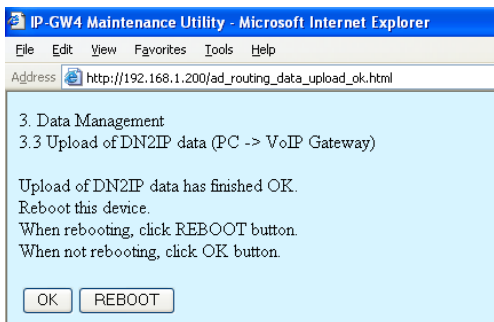 IP-GW4 Maintenance Utility - Microsoft Internet Explorer
File Edit View Favorites Tools Help
Address http://192.168.1.200/ad_routing_data_upload_ok.html
3. Data Management
3.3 Upload of DN2IP data (PC -> VoIP Gateway)
Upload of DN2IP data has finished OK.
Reboot this device.
When rebooting, click REBOOT button.
When not rebooting, click OK button.
OK REBOOT